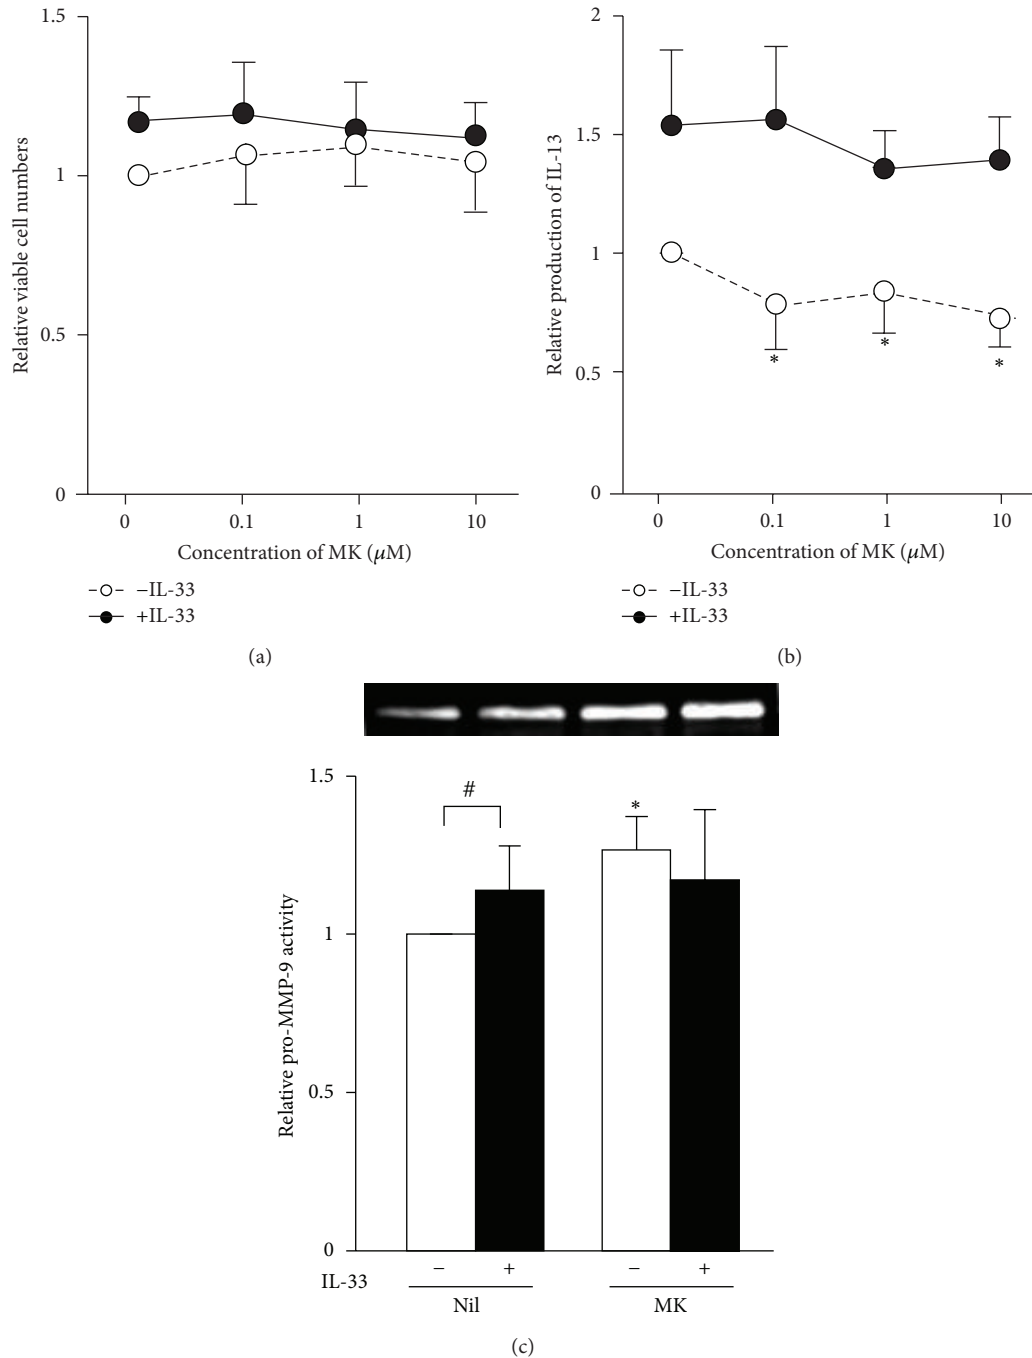 1.5
1
0.5
0
Relative viable cell numbers
0 0.1 1 10
Concentration of MK (μM)
−IL-33
+IL-33
(a)
2
1.5
1
0.5
0
Relative production of IL-13
* * *
0 0.1 1 10
Concentration of MK (μM)
−IL-33
+IL-33
(b)
1.5
1
0.5
0
Relative pro-MMP-9 activity
# *
IL-33 − + − +
Nil MK
(c)